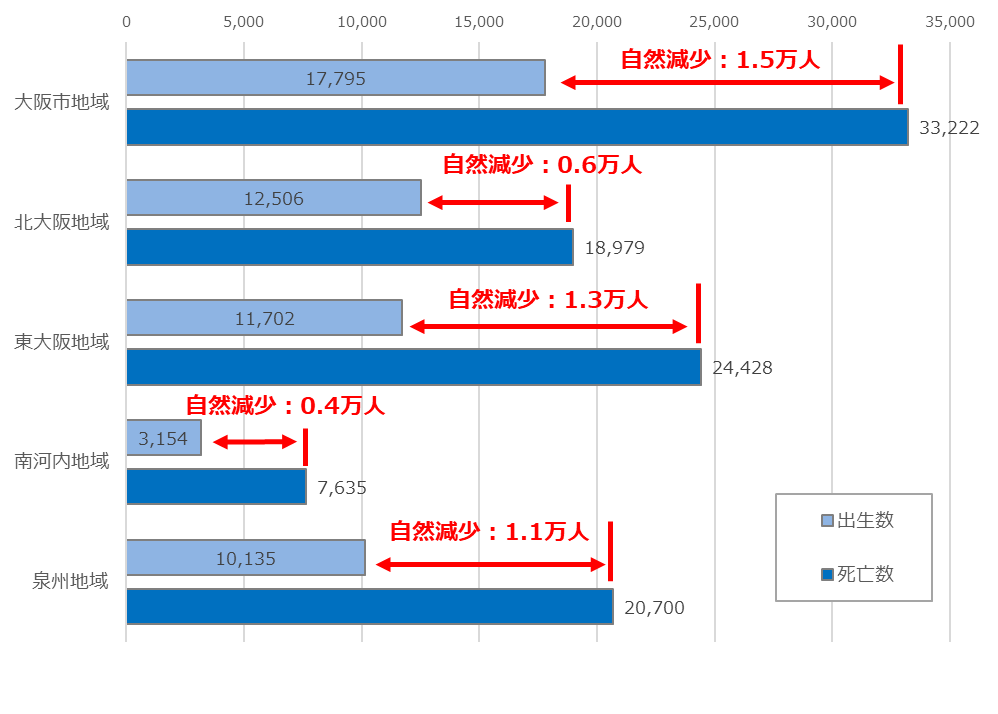 0 5,000 10,000 15,000 20,000 25,000 30,000 35,000
自然減少：1.5万人
大阪市地域
17,795
33,222
自然減少：0.6万人
北大阪地域
12,506
18,979
自然減少：1.3万人
東大阪地域
11,702
24,428
自然減少：0.4万人
南河内地域
3,154
7,635
自然減少：1.1万人
泉州地域
10,135
20,700
出生数
死亡数